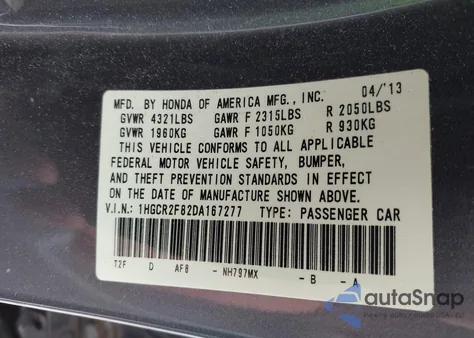 04/'13
MFD. BY HONDA OF AMERICA MFG., INC.
GVWR 4321LBS GAWR F 2315LBS R 2050LBS
GVWR 1960KG GAWR F 1050KG R 930KG
THIS VEHICLE CONFORMS TO ALL APPLICABLE
FEDERAL MOTOR VEHICLE SAFETY, BUMPER,
AND THEFT PREVENTION STANDARDS IN EFFECT
ON THE DATE OF MANUFACTURE SHOWN ABOVE.
V.I.N.: 1HGCR2F82DA167277 TYPE: PASSENGER CAR
T2F D AF8 - NH797MX - B - A
autoSnap